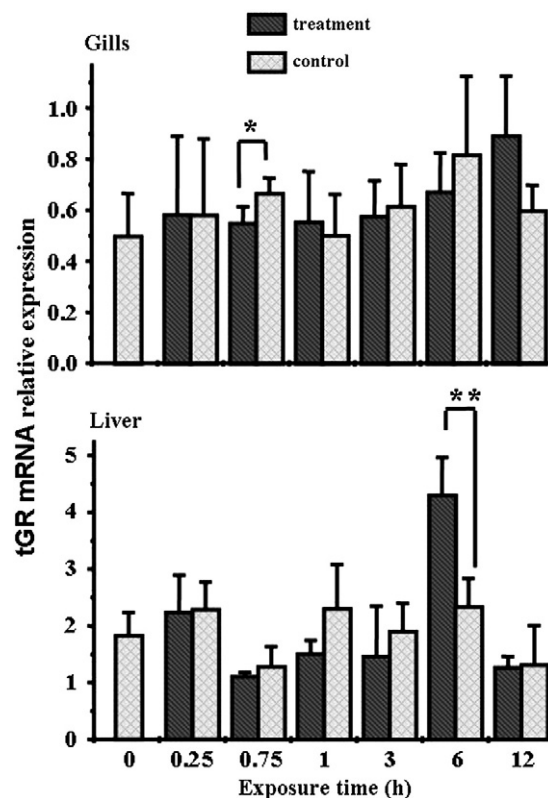 treatment
control
Gills
*
1.0
0.8
0.6
0.4
0.2
0.0
tGR mRNA relative expression
Liver
**
5
4
3
2
1
0
0 0.25 0.75 1 3 6 12
Exposure time (h)